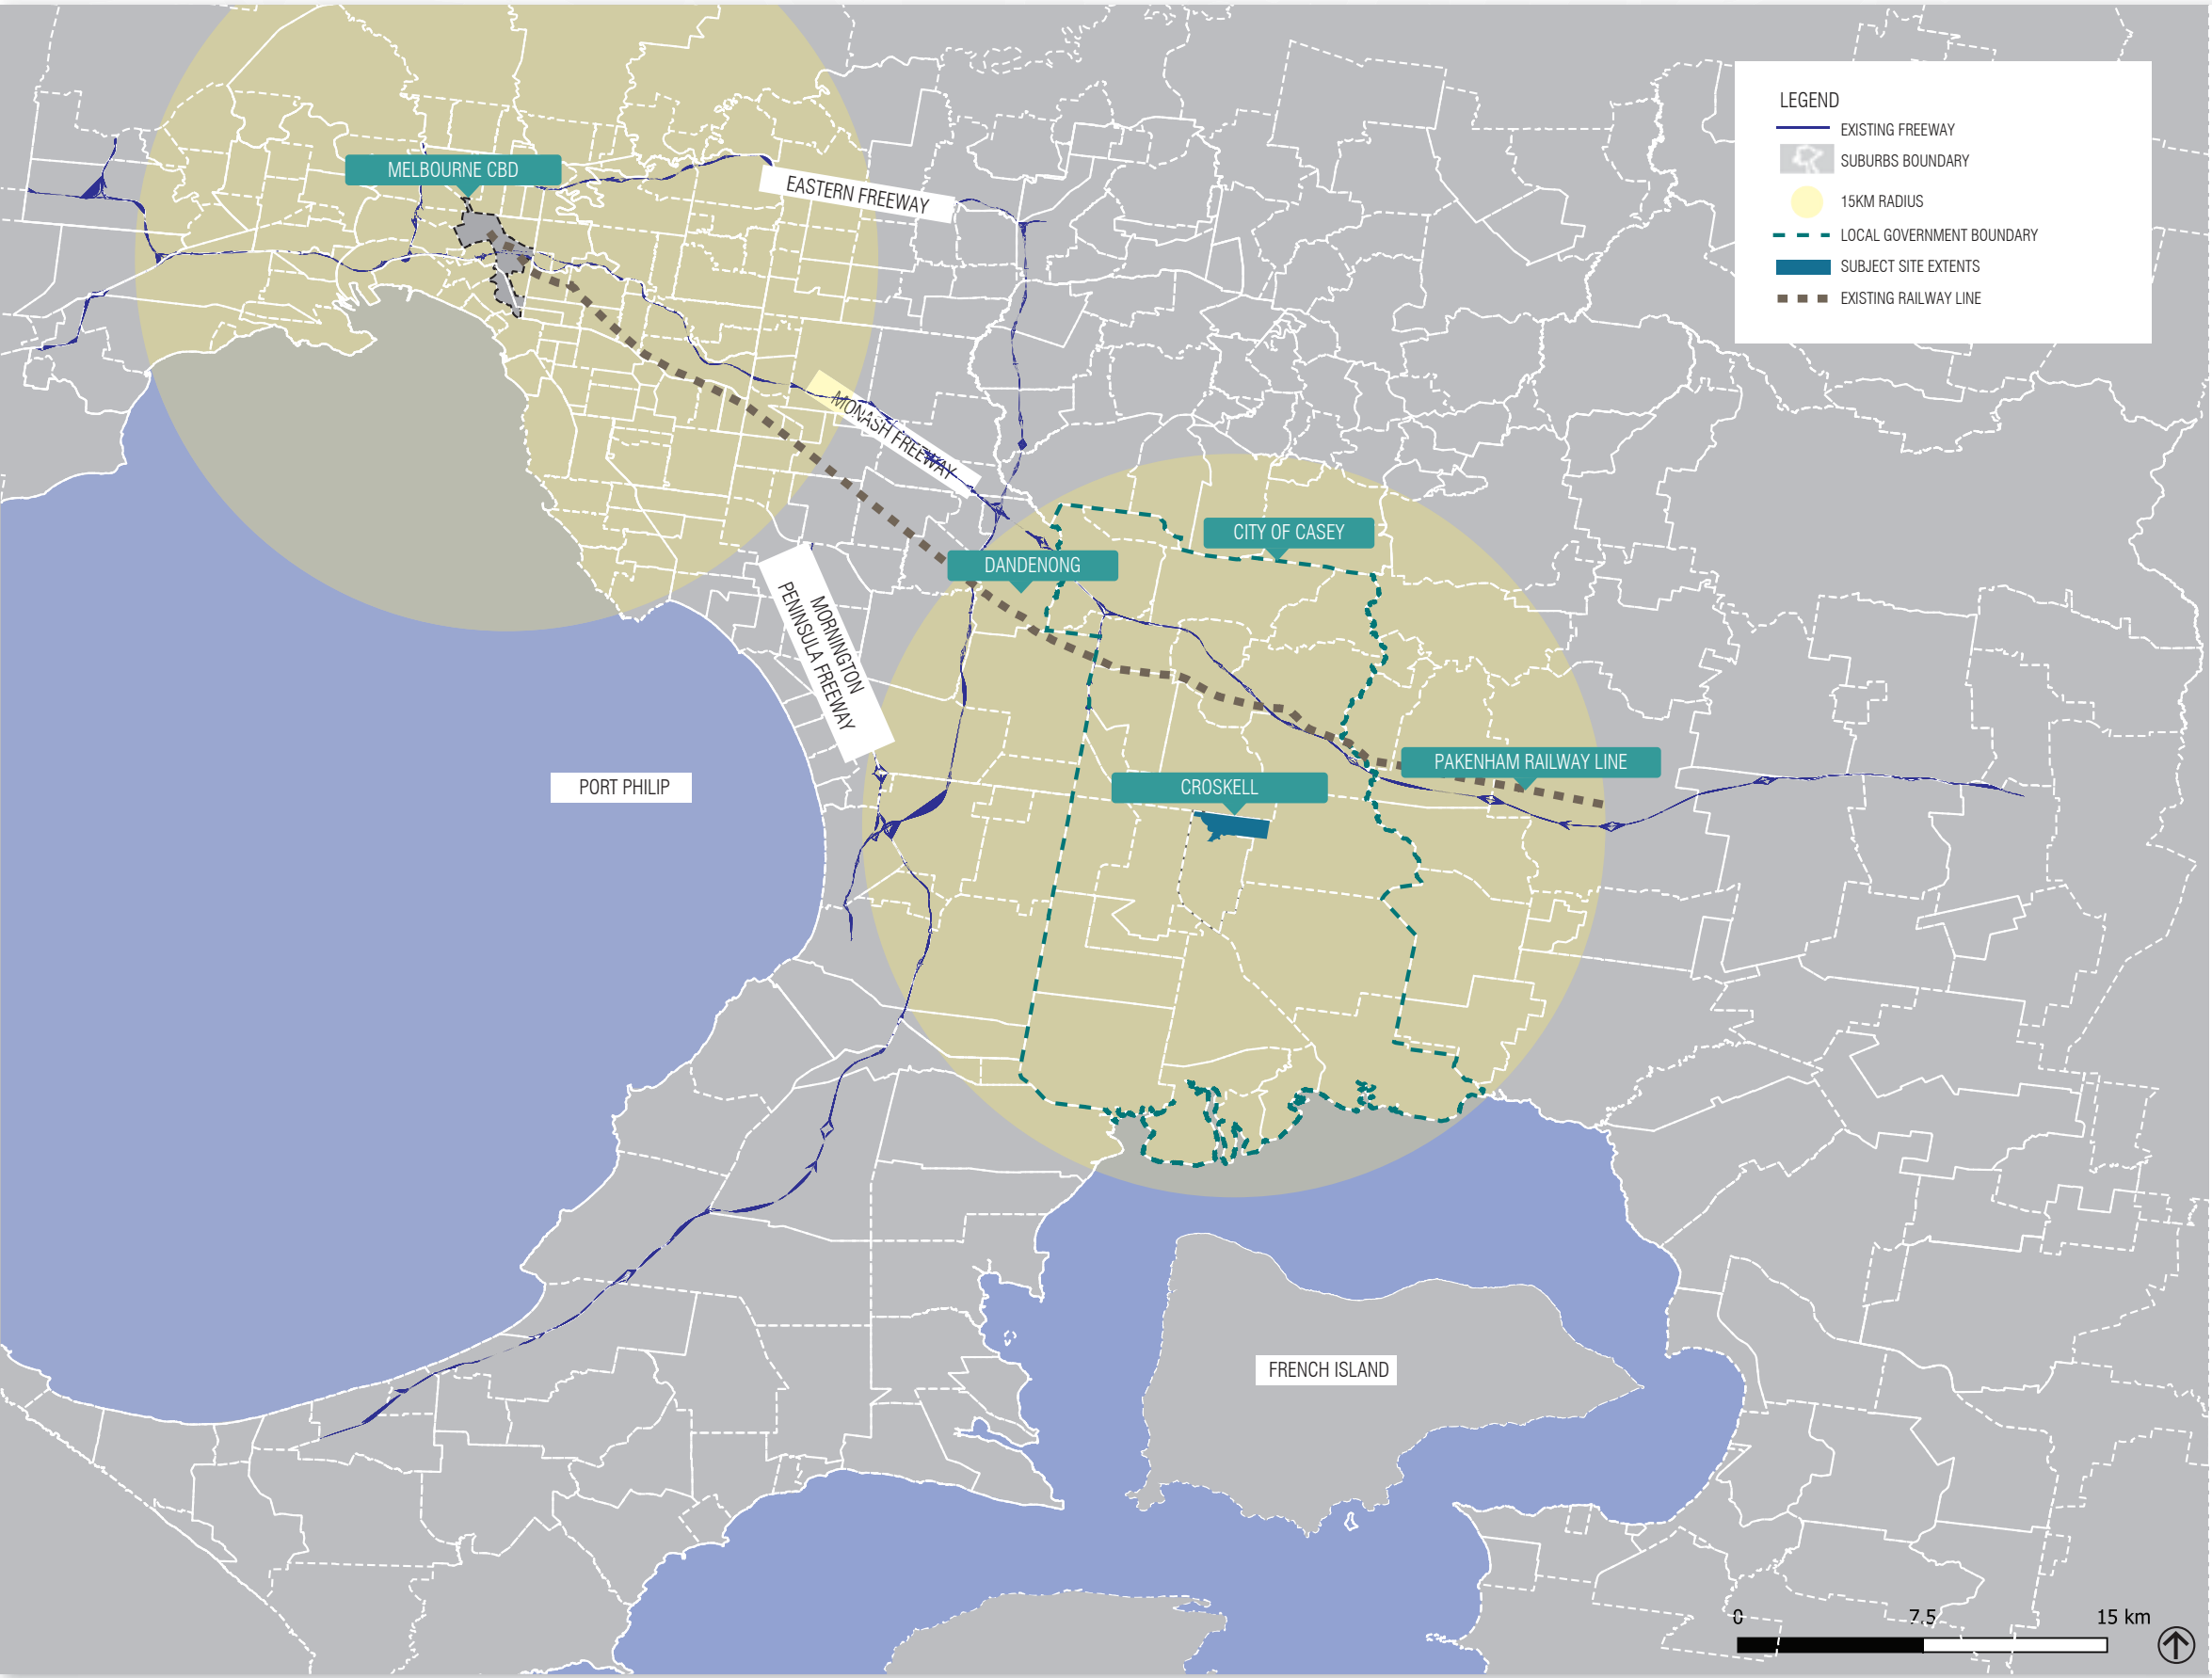 LEGEND
EXISTING FREEWAY
SUBURBS BOUNDARY
15KM RADIUS
LOCAL GOVERNMENT BOUNDARY
SUBJECT SITE EXTENTS
EXISTING RAILWAY LINE
MELBOURNE CBD
EASTERN FREEWAY
MONASH FREEWAY
CITY OF CASEY
DANDENONG
MORNINGTON
PENINSULA FREEWAY
PAKENHAM RAILWAY LINE
PORT PHILIP
CROSKELL
FRENCH ISLAND
0 7.5 15 km